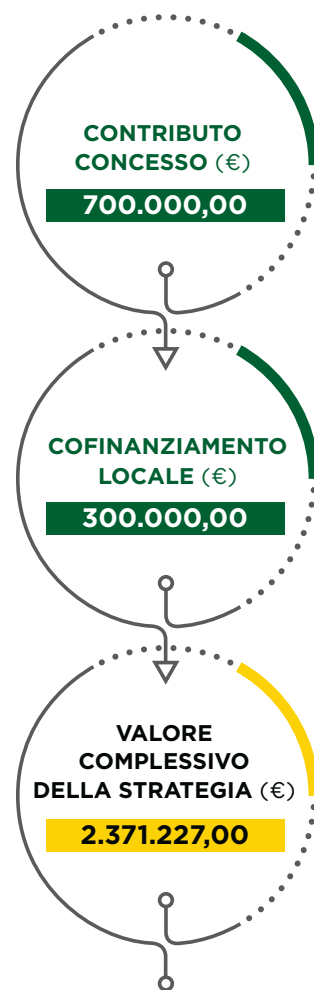 CONTRIBUTO
CONCESSO (€)
700.000,00
COFINANZIAMENTO
LOCALE (€)
300.000,00
VALORE
COMPLESSIVO
DELLA STRATEGIA (€)
2.371.227,00